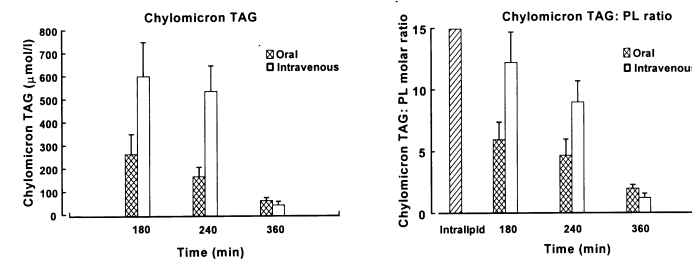 Chylomicron TAG
Chylomicron TAG (μmol/l)
800
700
600
500
400
300
200
100
0
Oral
Intravenous
180
240
360
Time (min)
Chylomicron TAG: PL ratio
Chylomicron TAG: PL molar ratio
15
10
5
0
Oral
Intravenous
Intralipid
180
240
360
Time (min)